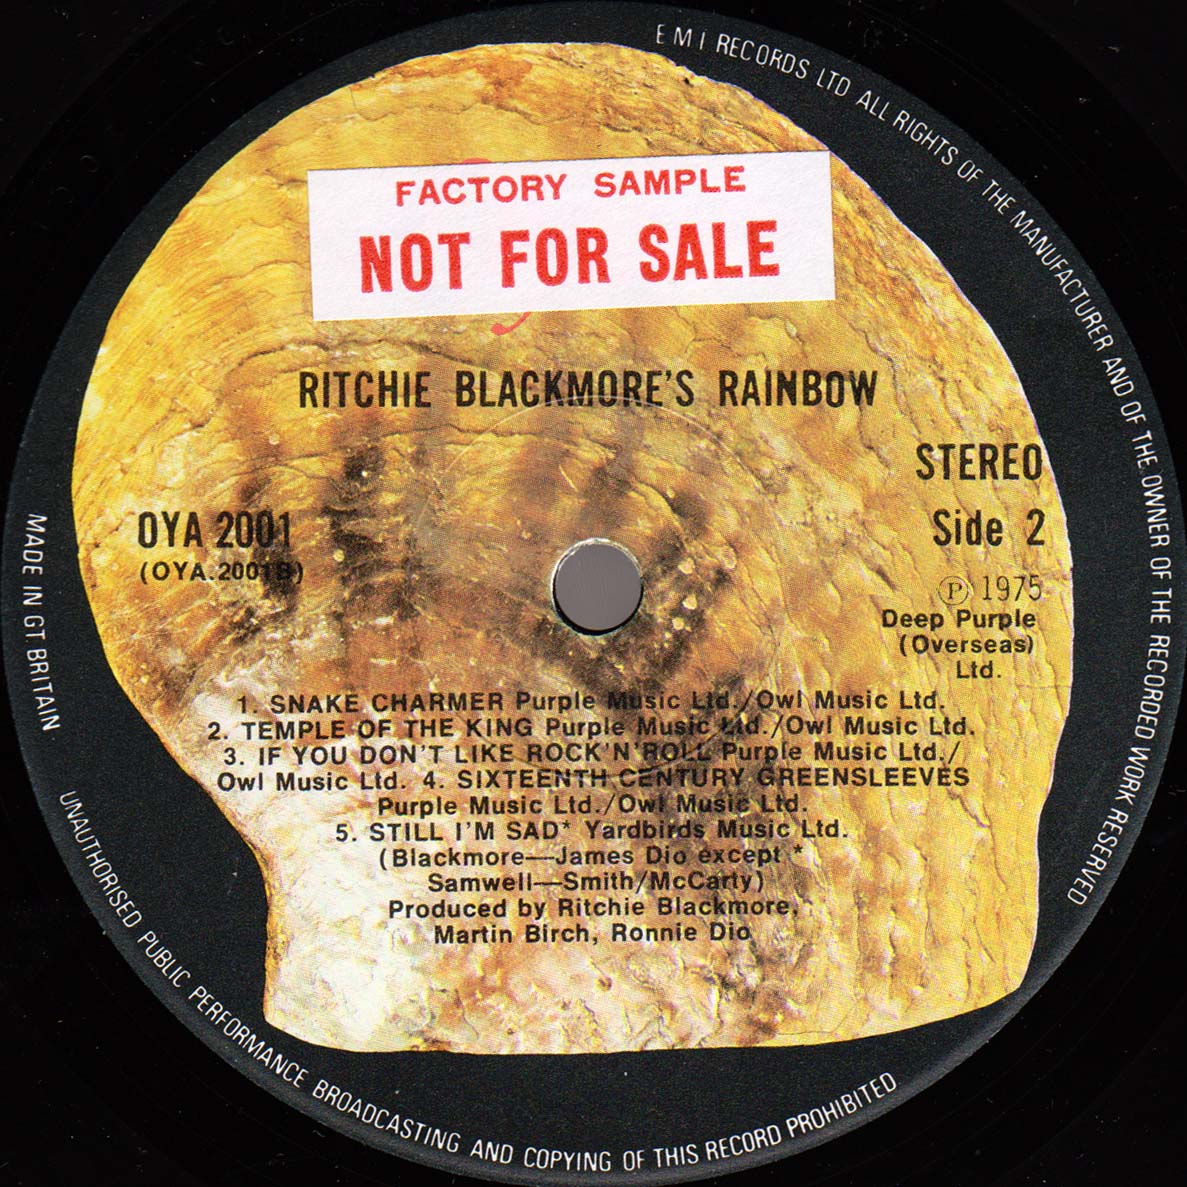 E M I RECORDS LTD ALL RIGHTS OF THE MANUFACTURER AND OF THE OWNER OF THE RECORDED WORK RESERVED
FACTORY SAMPLE
NOT FOR SALE
RITCHIE BLACKMORE'S RAINBOW
STEREO
OYA 2001
Side 2
(OYA.2001B)
℗ 1975
Deep Purple
(Overseas)
Ltd.
1. SNAKE CHARMER Purple Music Ltd./Owl Music Ltd.
2. TEMPLE OF THE KING Purple Music Ltd./Owl Music Ltd.
3. IF YOU DON'T LIKE ROCK'N'ROLL Purple Music Ltd./
Owl Music Ltd. 4. SIXTEENTH CENTURY GREENSLEEVES
Purple Music Ltd./Owl Music Ltd.
5. STILL I'M SAD* Yardbirds Music Ltd.
(Blackmore—James Dio except *
Samwell—Smith/McCarty)
Produced by Ritchie Blackmore,
Martin Birch, Ronnie Dio
MADE IN GT. BRITAIN
UNAUTHORISED PUBLIC PERFORMANCE BROADCASTING AND COPYING OF THIS RECORD PROHIBITED